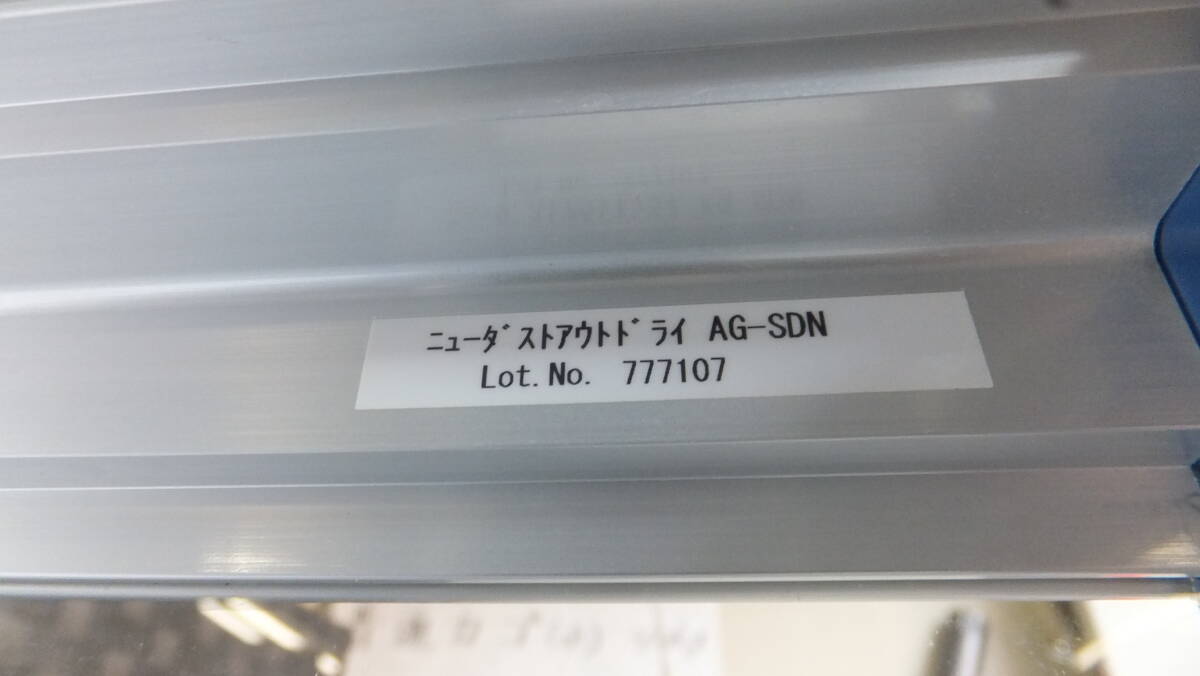 ﾆｭｰﾀﾞｽﾄｱｳﾄﾄﾞﾗｲ AG-SDN
Lot.No. 777107